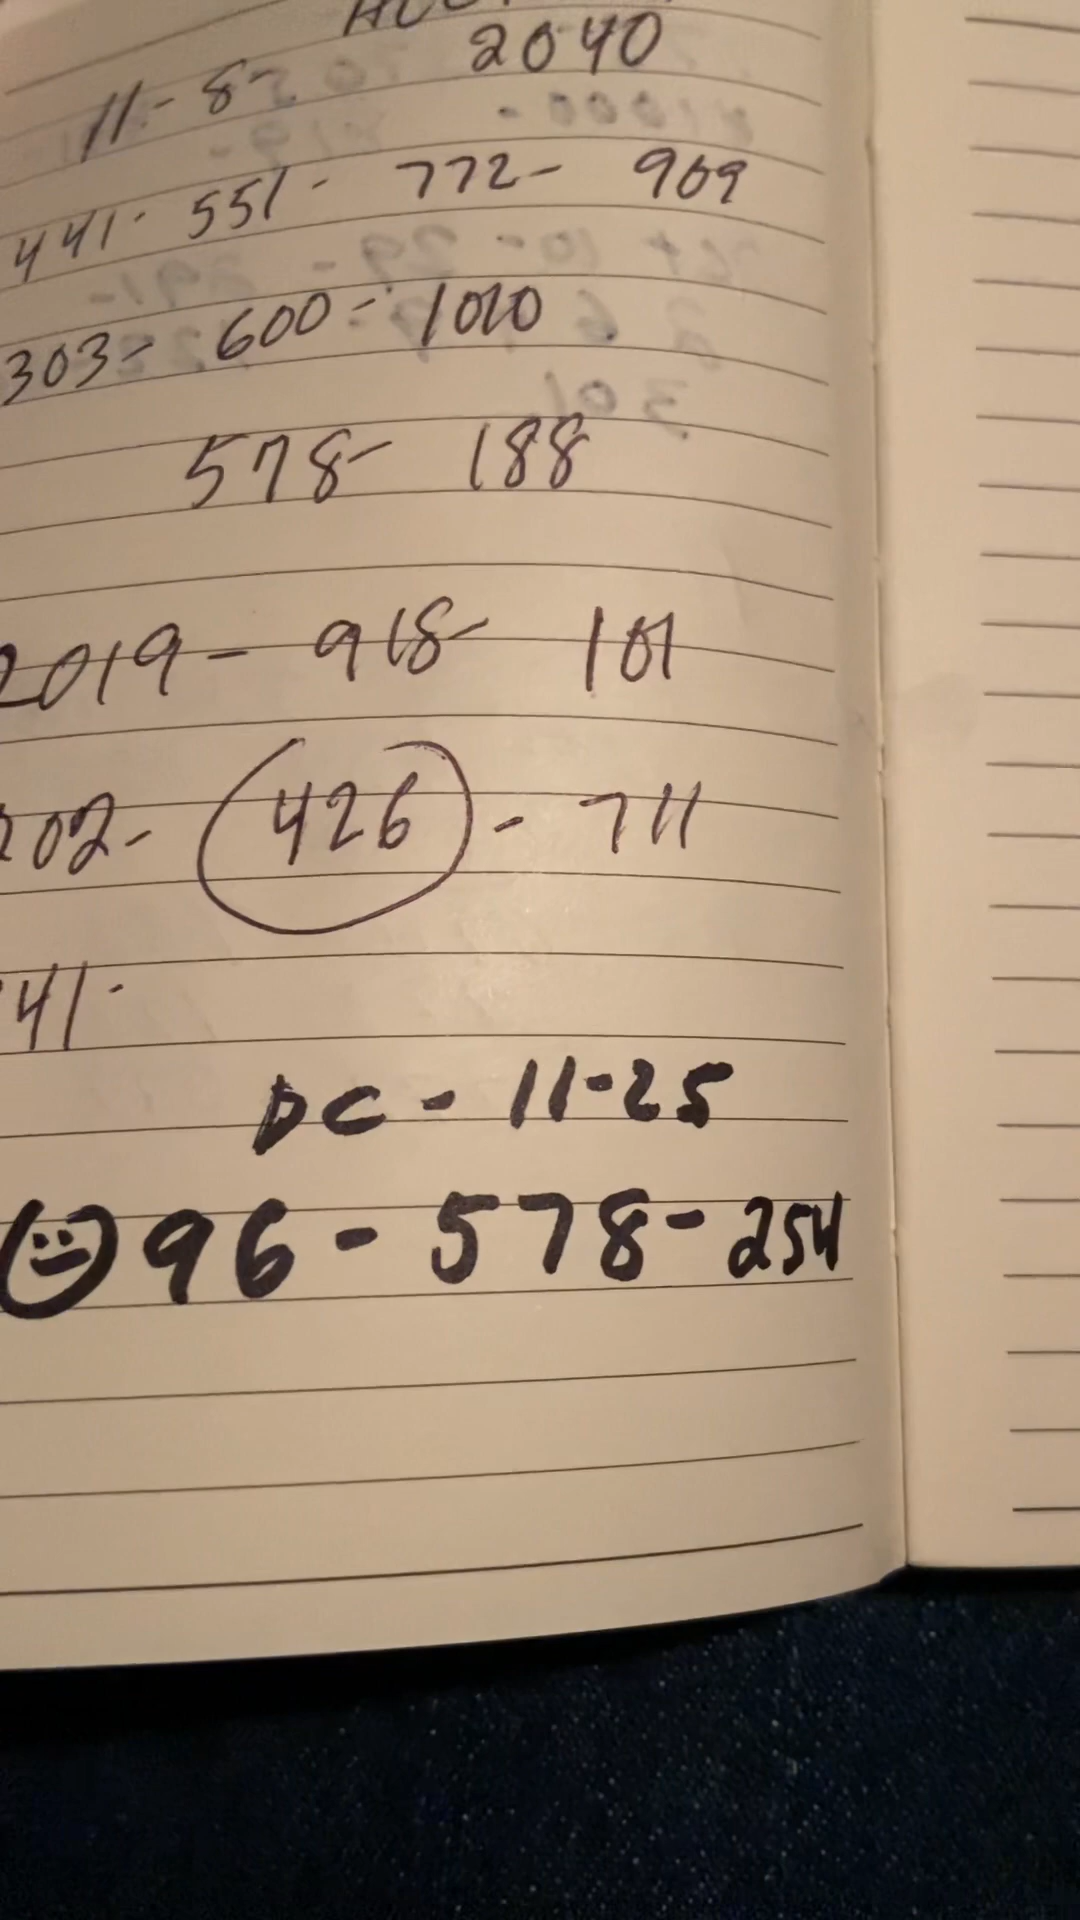 11-8- 2040
441- 551- 772- 909
303- 600- 1010
578- 188
2019- 918- 101
202- 426 - 711
41-
DC - 11-25
96 - 578-254